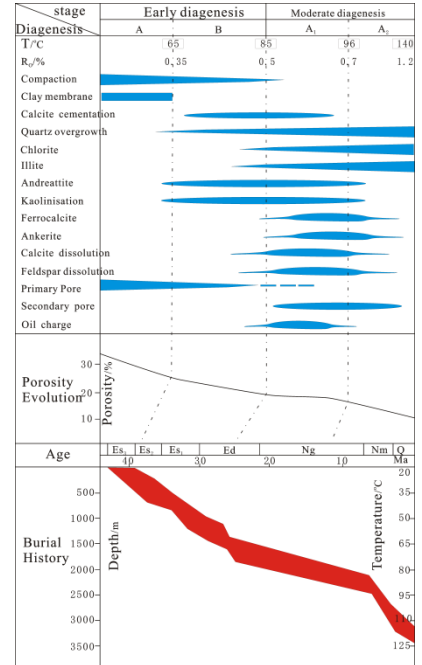 stage Early diagenesis Moderate diagenesis
Diagenesis A B A₁ A₂
T/℃ 65 85 96 140
Rₒ/% 0.35 0.5 0.7 1.2
Compaction
Clay membrane
Calcite cementation
Quartz overgrowth
Chlorite
Illite
Andreattite
Kaolinisation
Ferrocalcite
Ankerite
Calcite dissolution
Feldspar dissolution
Primary Pore
Secondary pore
Oil charge
Porosity Evolution
Porosity/%
30
20
10
Age Ed Ng Nm Q
40 30 20 10 Ma
Burial History
Depth/m
500
1000
1500
2000
2500
3000
3500
Temperature/℃
20
35
50
65
80
95
110
125